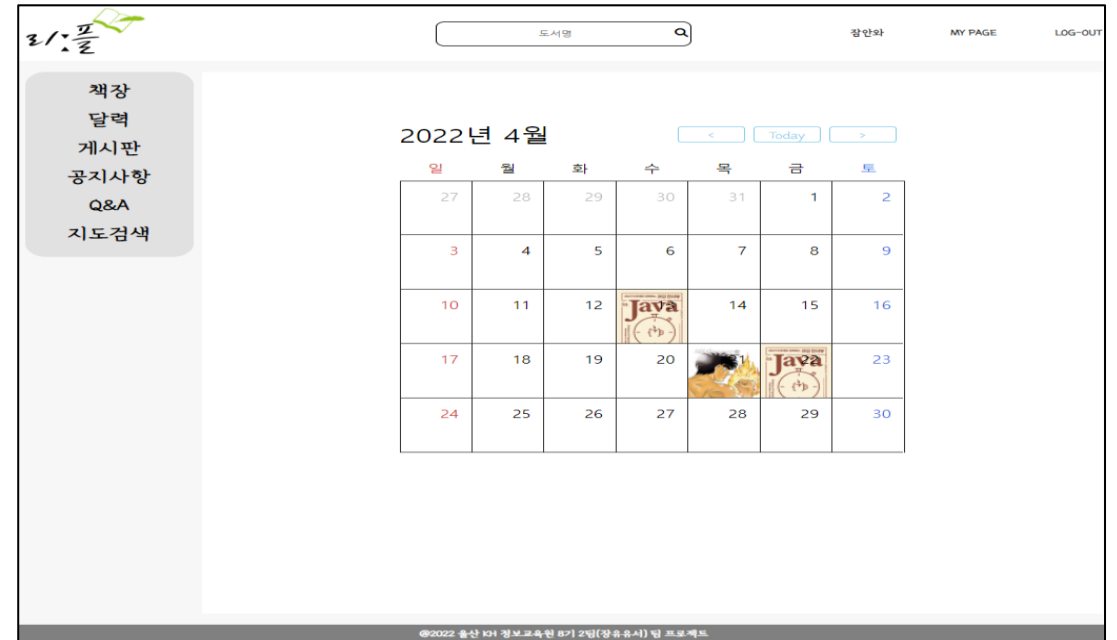 리:플
도서명
잠안와 MY PAGE LOG-OUT
책장
달력
게시판
공지사항
Q&A
지도검색
2022년 4월
< Today >
일 월 화 수 목 금 토
27 28 29 30 31 1 2
3 4 5 6 7 8 9
10 11 12 13 14 15 16
Java
17 18 19 20 21 22 23
Java
24 25 26 27 28 29 30
@2022 울산 KH 정보교육원 8기 2팀(장유유서) 팀 프로젝트